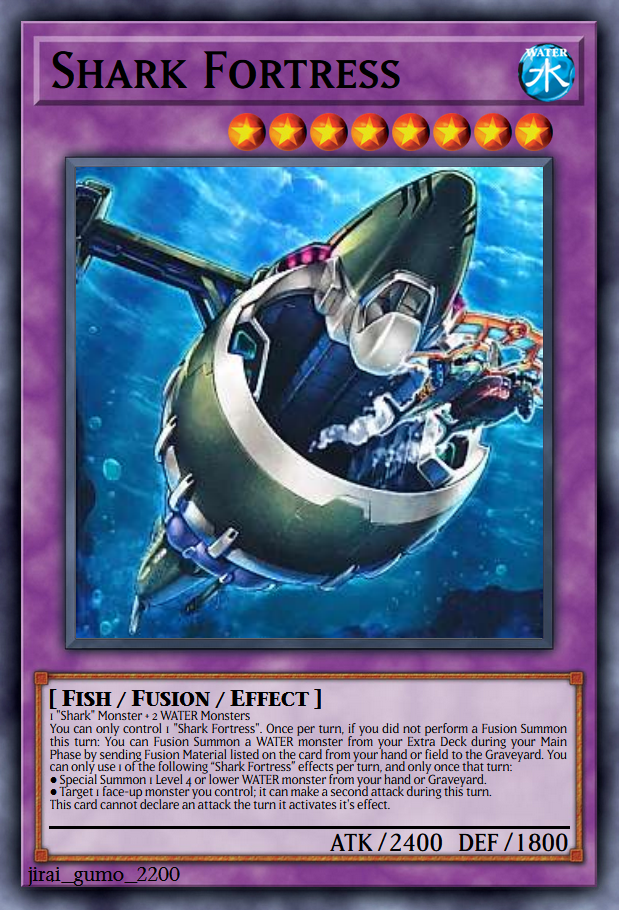 Shark Fortress
WATER
水
[ Fish / Fusion / Effect ]
1 "Shark" Monster + 2 WATER Monsters
You can only control 1 "Shark Fortress". Once per turn, if you did not perform a Fusion Summon
this turn: You can Fusion Summon a WATER monster from your Extra Deck during your Main
Phase by sending Fusion Material listed on the card from your hand or field to the Graveyard. You
can only use 1 of the following "Shark Fortress" effects per turn, and only once that turn:
● Special Summon 1 Level 4 or lower WATER monster from your hand or Graveyard.
● Target 1 face-up monster you control; it can make a second attack during this turn.
This card cannot declare an attack the turn it activates it's effect.
ATK/2400 DEF/1800
jirai_gumo_2200